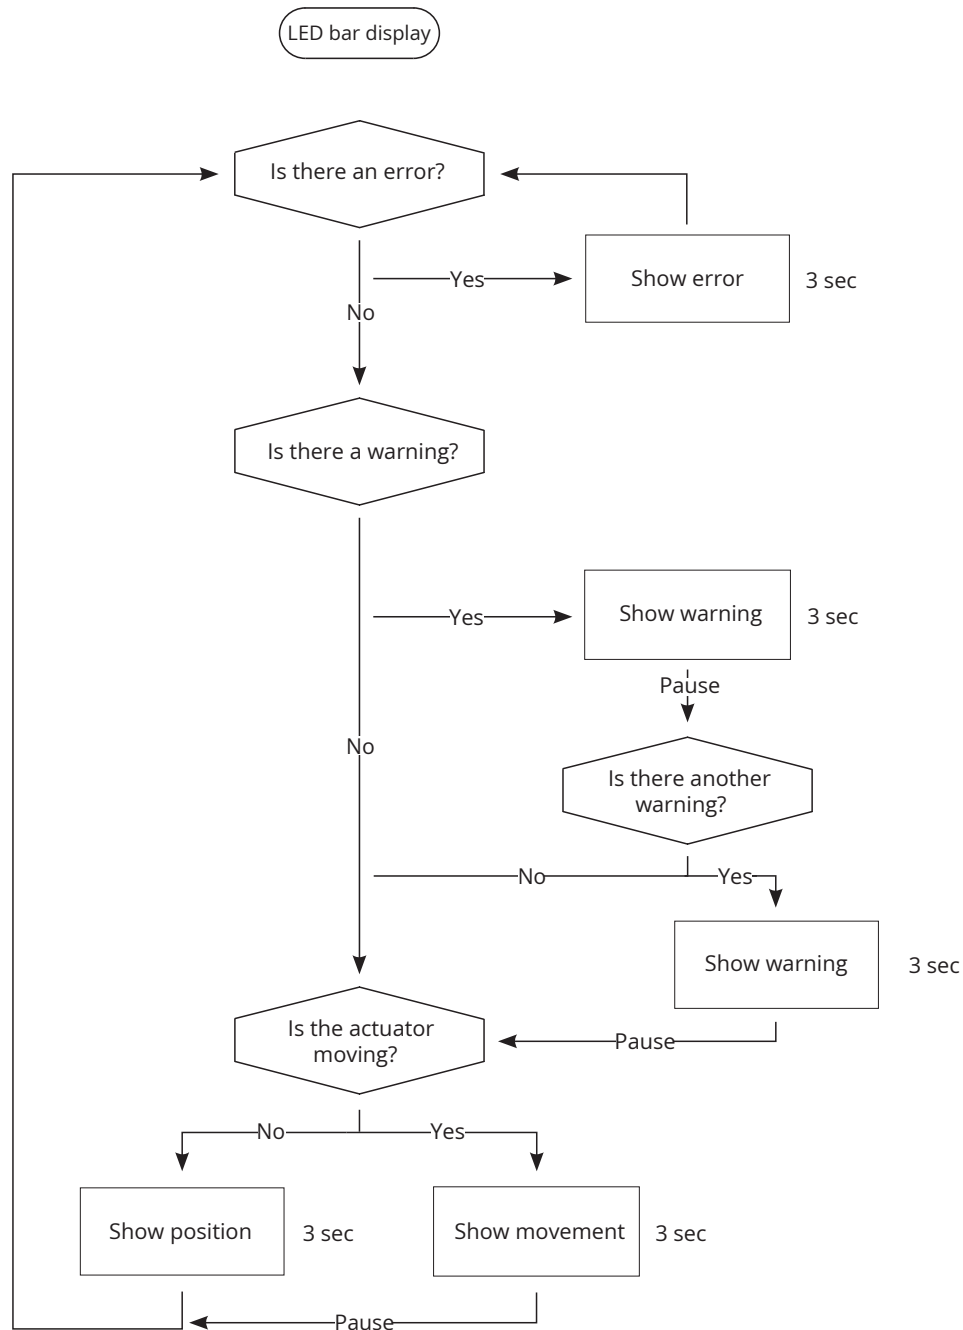 LED bar display
Is there an error?
Yes
Show error
3 sec
No
Is there a warning?
Yes
Show warning
3 sec
Pause
No
Is there another
warning?
No
Yes
Show warning
3 sec
Is the actuator
moving?
Pause
No
Yes
Show position
3 sec
Show movement
3 sec
Pause